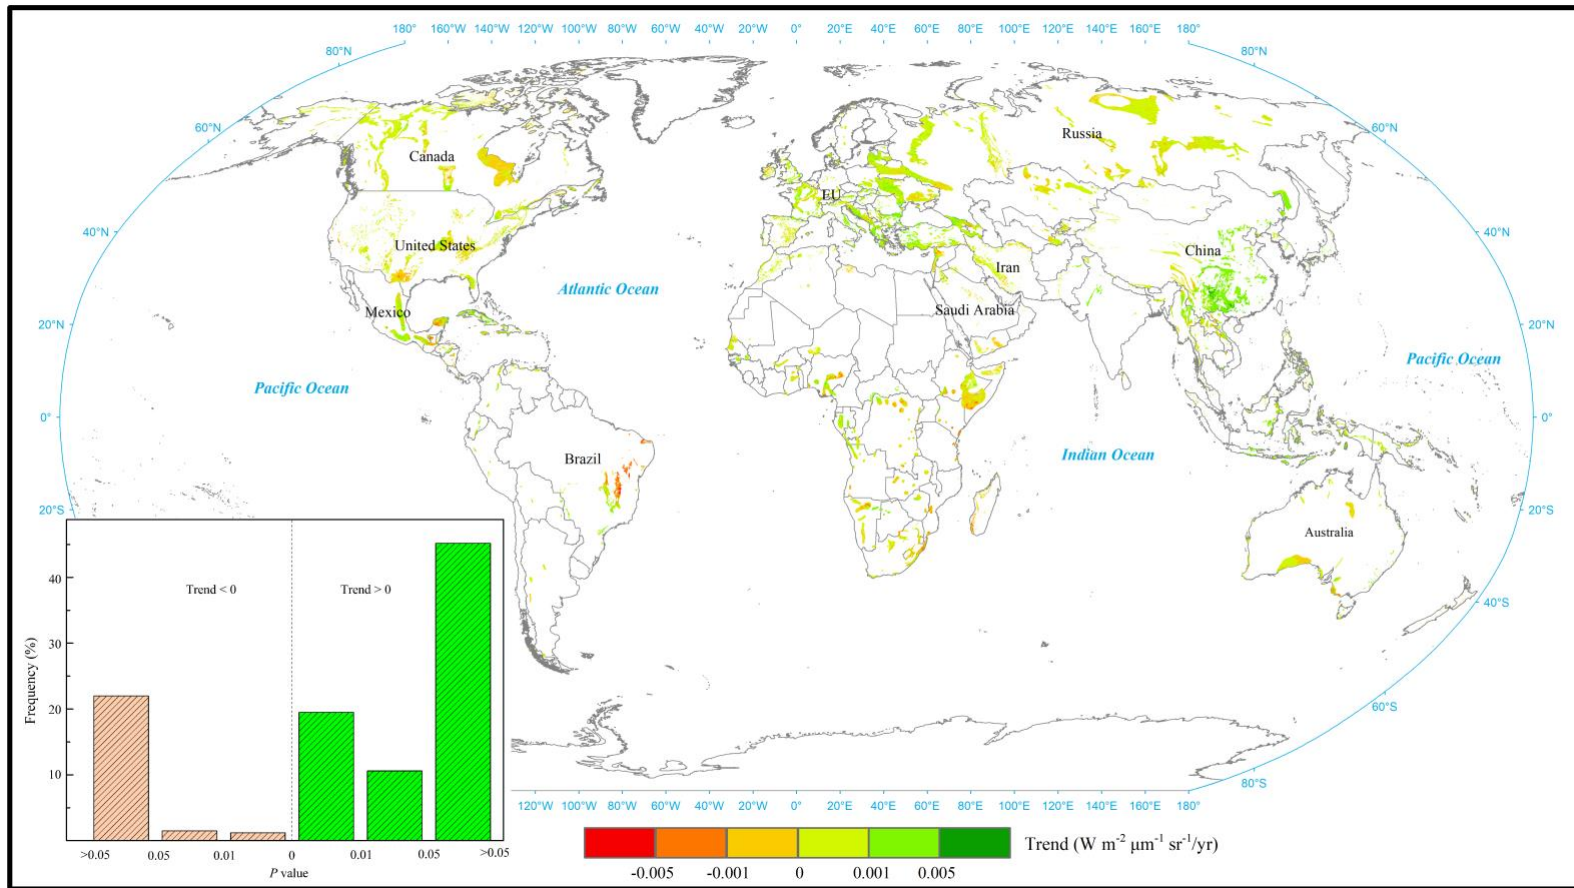 120°W 100°W 80°W 60°W 40°W 20°W 0° 20°E 40°E 60°E 80°E 100°E 120°E
180° 160°W 140°W 140°E 160°E 180°
80°N 80°N
60°N Russia 60°N
Canada
EU
40°N United States China 40°N
Iran
Atlantic Ocean
Mexico Saudi Arabia
20°N 20°N
Pacific Ocean Pacific Ocean
0° 0°
Brazil Indian Ocean
20°S 20°S
Australia
40°S
60°S
80°S
Trend < 0 Trend > 0
40
30
20
10
Frequency (%)
>0.05 0.05 0.01 0 0.01 0.05 >0.05
P value
120°W 100°W 80°W 60°W 40°W 20°W 0° 20°E 40°E 60°E 80°E 100°E 120°E 140°E 160°E 180°
Trend (W m⁻² μm⁻¹ sr⁻¹/yr)
-0.005 -0.001 0 0.001 0.005